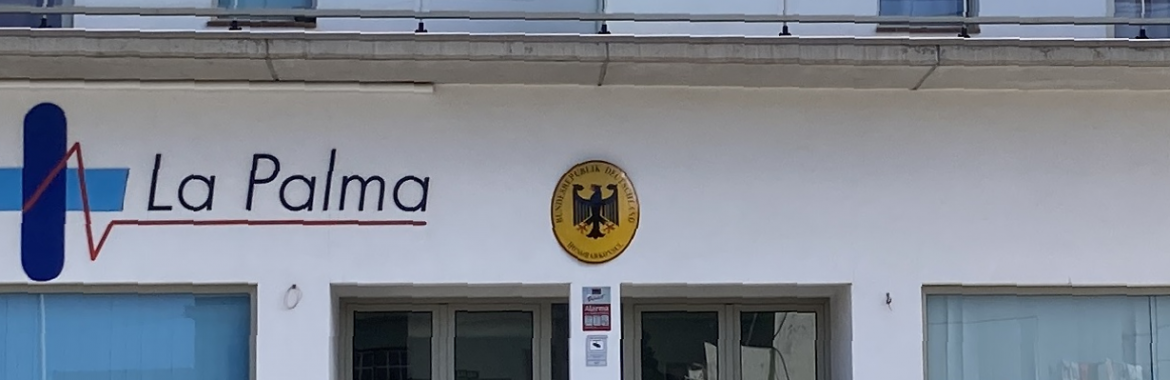 La Palma
BUNDESREPUBLIK DEUTSCHLAND
HONORARKONSUL
Alarma